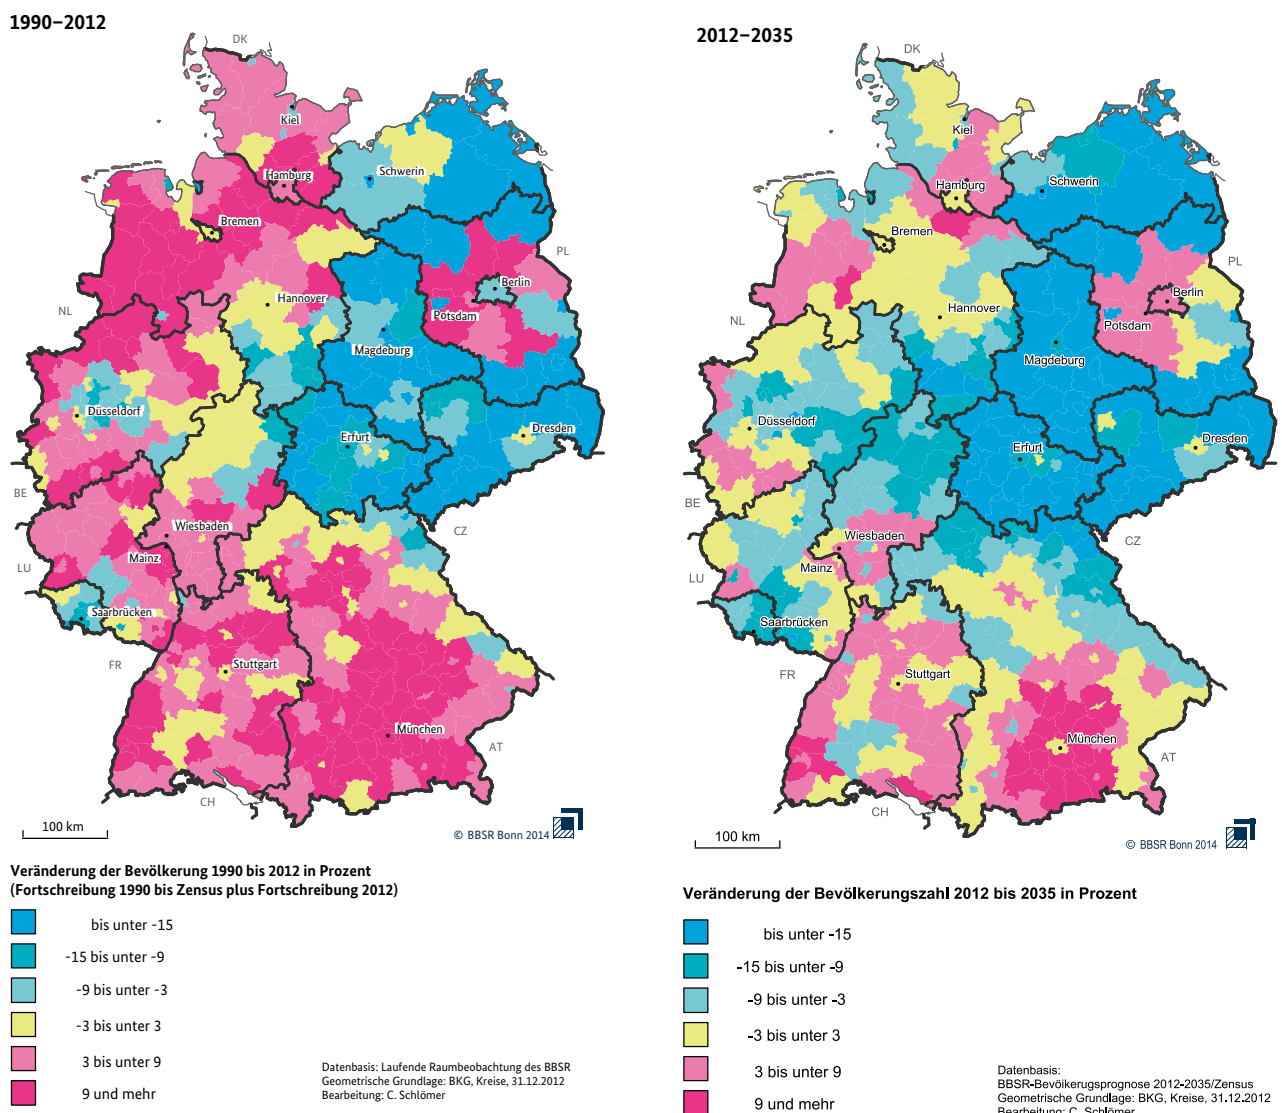 1990–2012
DK
Kiel
Hamburg
Schwerin
Bremen
PL
Berlin
Hannover
NL
Potsdam
Magdeburg
Düsseldorf
Erfurt
Dresden
BE
Wiesbaden
CZ
Mainz
LU
Saarbrücken
FR
Stuttgart
München
AT
CH
100 km
© BBSR Bonn 2014
Veränderung der Bevölkerung 1990 bis 2012 in Prozent
(Fortschreibung 1990 bis Zensus plus Fortschreibung 2012)
bis unter -15
-15 bis unter -9
-9 bis unter -3
-3 bis unter 3
3 bis unter 9
9 und mehr
Datenbasis: Laufende Raumbeobachtung des BBSR
Geometrische Grundlage: BKG, Kreise, 31.12.2012
Bearbeitung: C. Schlömer
2012–2035
DK
Kiel
Hamburg
Schwerin
Bremen
PL
Berlin
Hannover
NL
Potsdam
Magdeburg
Düsseldorf
Dresden
Erfurt
BE
Wiesbaden
CZ
Mainz
LU
Saarbrücken
FR
Stuttgart
München
AT
CH
100 km
© BBSR Bonn 2014
Veränderung der Bevölkerungszahl 2012 bis 2035 in Prozent
bis unter -15
-15 bis unter -9
-9 bis unter -3
-3 bis unter 3
3 bis unter 9
9 und mehr
Datenbasis:
BBSR-Bevöikerugsprognose 2012-2035/Zensus
Geometrische Grundlage: BKG, Kreise, 31.12.2012
Bearbeitung: C. Schlömer